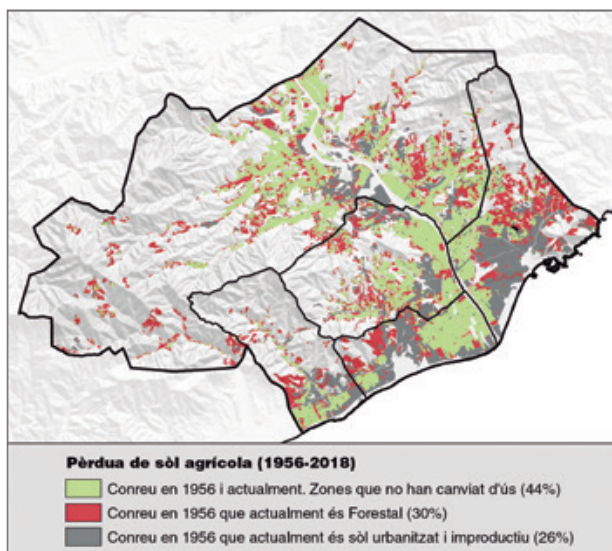 Pèrdua de sòl agrícola (1956-2018)
Conreu en 1956 i actualment. Zones que no han canviat d'ús (44%)
Conreu en 1956 que actualment és Forestal (30%)
Conreu en 1956 que actualment és sòl urbanitzat i improductiu (26%)